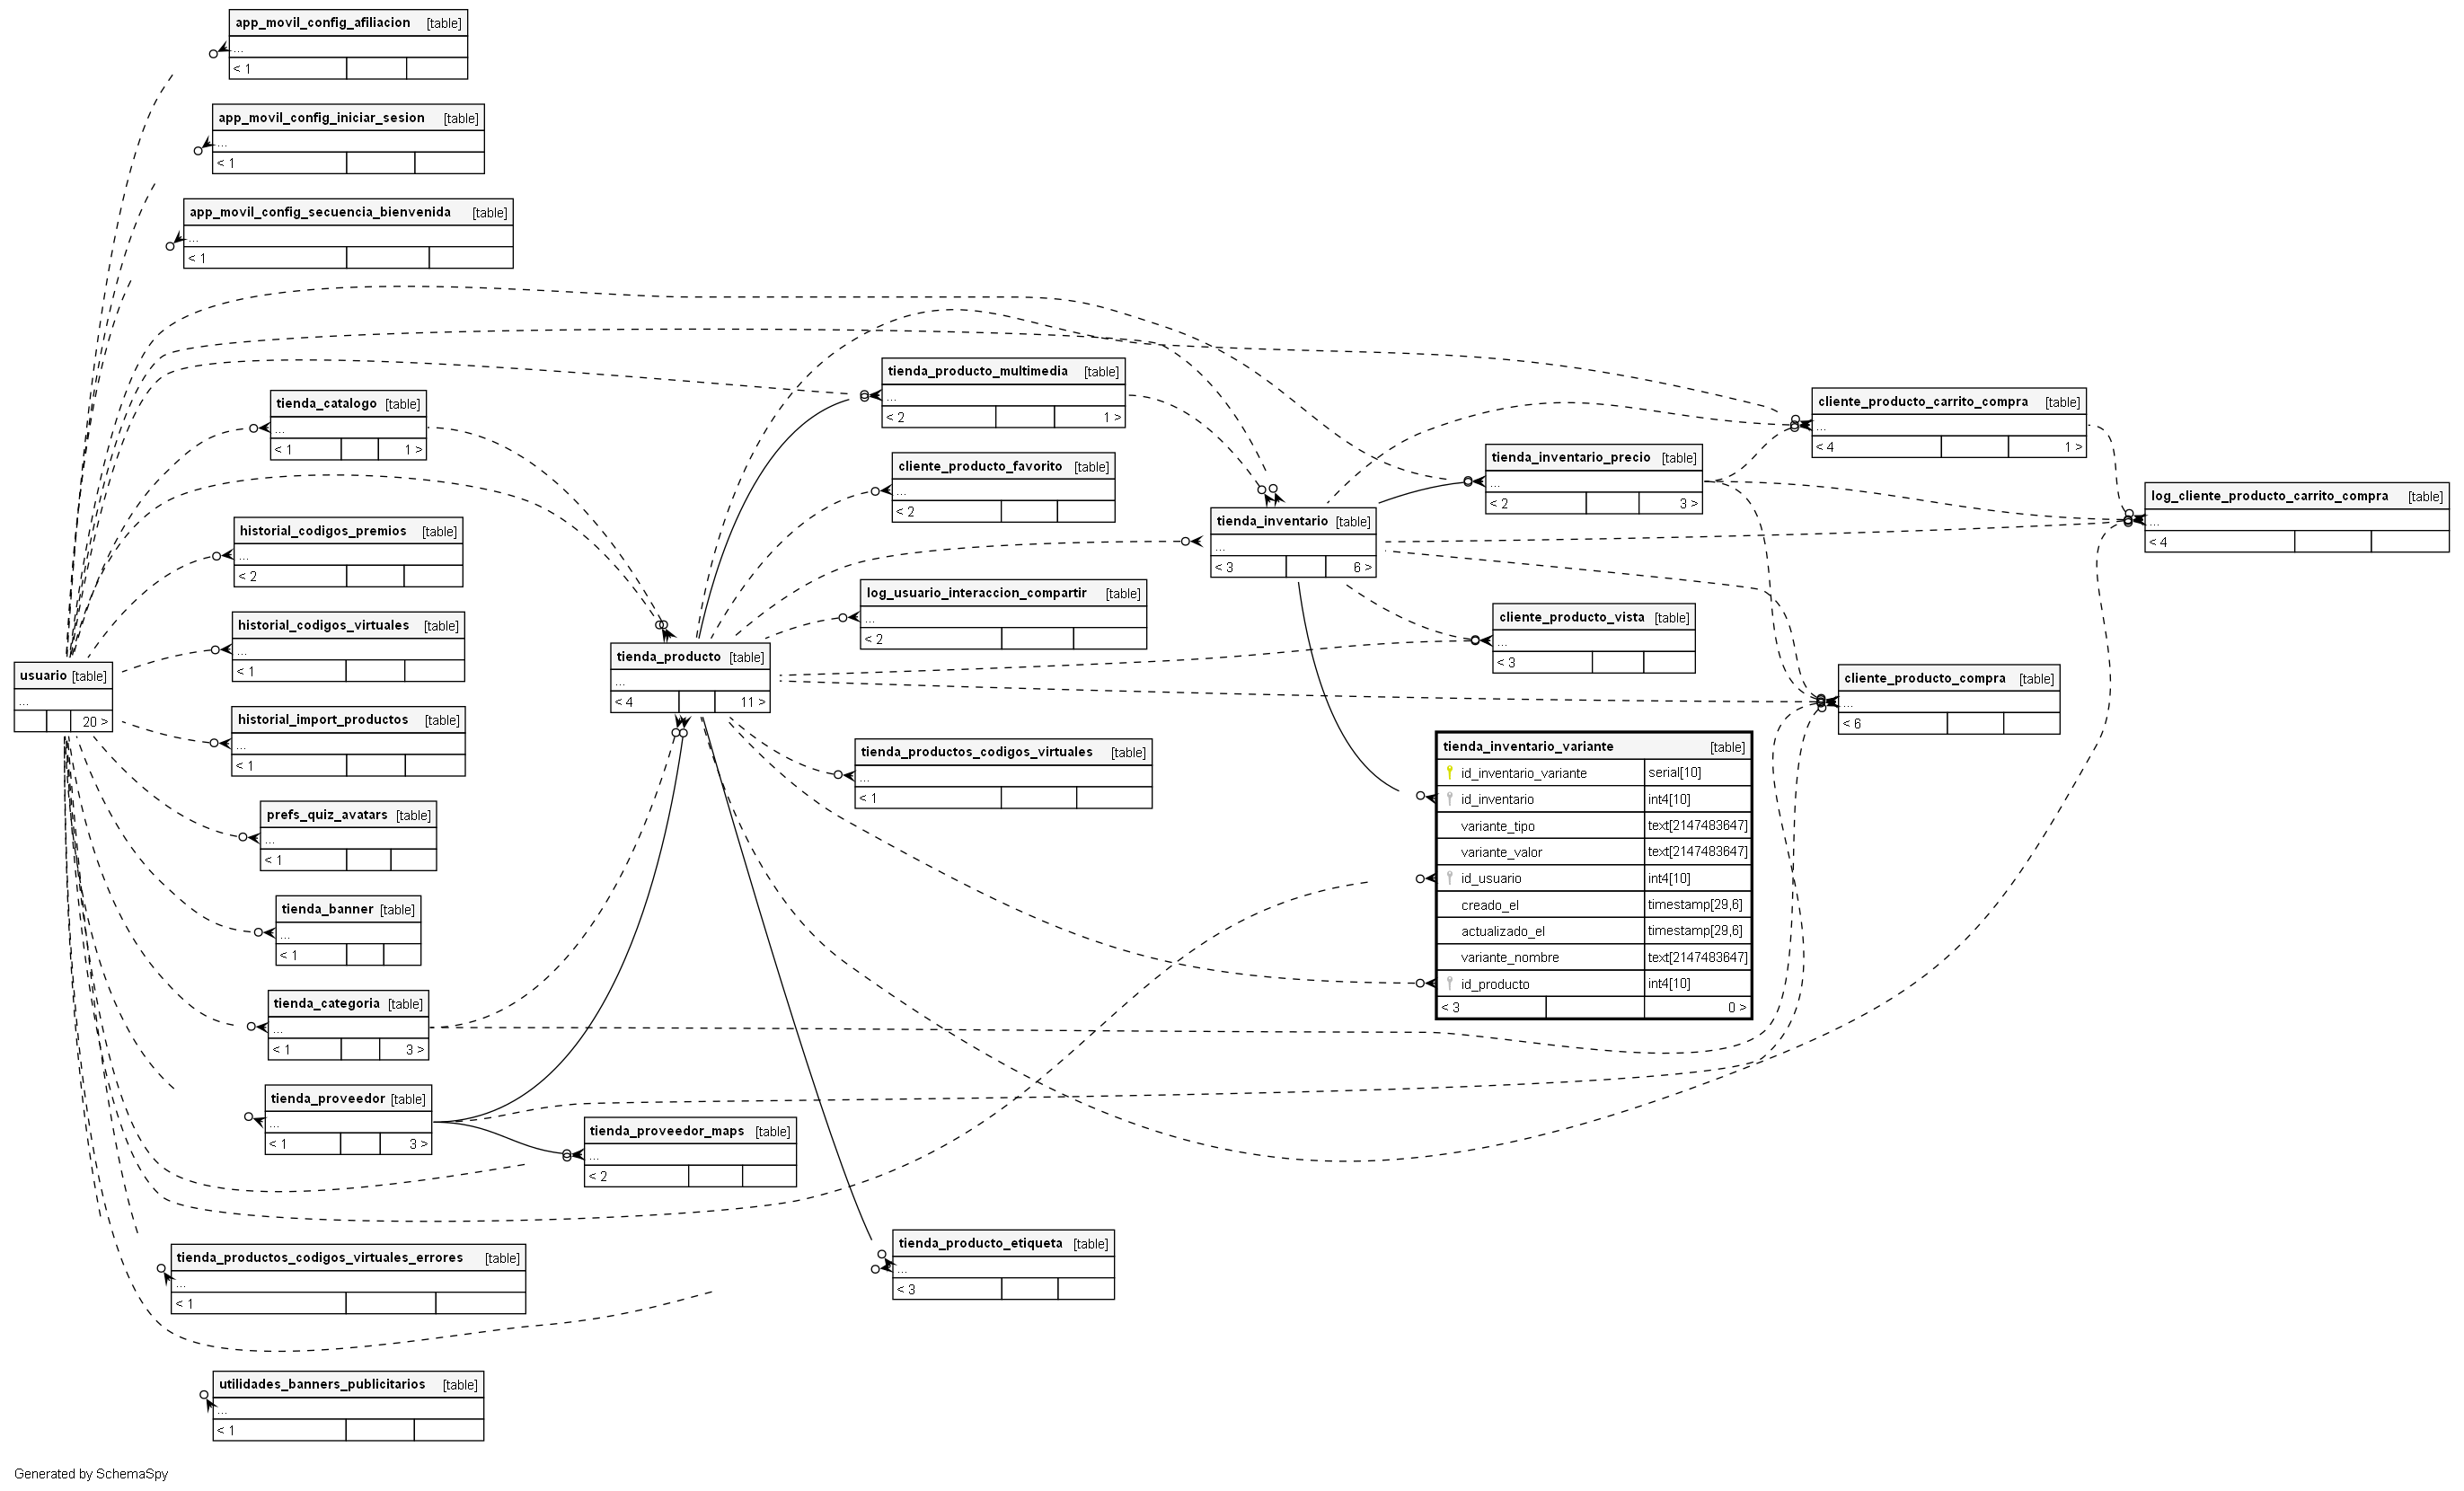 app_movil_config_afiliacion [table]
...
< 1
app_movil_config_iniciar_sesion [table]
...
< 1
app_movil_config_secuencia_bienvenida [table]
...
< 1
tienda_producto_multimedia [table]
...
< 2 1 >
tienda_catalogo [table]
...
< 1 1 >
cliente_producto_carrito_compra [table]
...
< 4 1 >
tienda_inventario_precio [table]
...
< 2 3 >
cliente_producto_favorito [table]
...
< 2
log_cliente_producto_carrito_compra [table]
...
< 4
tienda_inventario [table]
...
< 3 6 >
historial_codigos_premios [table]
...
< 2
log_usuario_interaccion_compartir [table]
...
< 2
cliente_producto_vista [table]
...
< 3
historial_codigos_virtuales [table]
...
< 1
tienda_producto [table]
...
< 4 11 >
usuario [table]
...
20 >
cliente_producto_compra [table]
...
< 6
historial_import_productos [table]
...
< 1
tienda_productos_codigos_virtuales [table]
...
< 1
tienda_inventario_variante [table]
id_inventario_variante serial[10]
id_inventario int4[10]
variante_tipo text[2147483647]
variante_valor text[2147483647]
id_usuario int4[10]
creado_el timestamp[29,6]
actualizado_el timestamp[29,6]
variante_nombre text[2147483647]
id_producto int4[10]
< 3 0 >
prefs_quiz_avatars [table]
...
< 1
tienda_banner [table]
...
< 1
tienda_categoria [table]
...
< 1 3 >
tienda_proveedor [table]
...
< 1 3 >
tienda_proveedor_maps [table]
...
< 2
tienda_producto_etiqueta [table]
...
< 3
tienda_productos_codigos_virtuales_errores [table]
...
< 1
utilidades_banners_publicitarios [table]
...
< 1
Generated by SchemaSpy